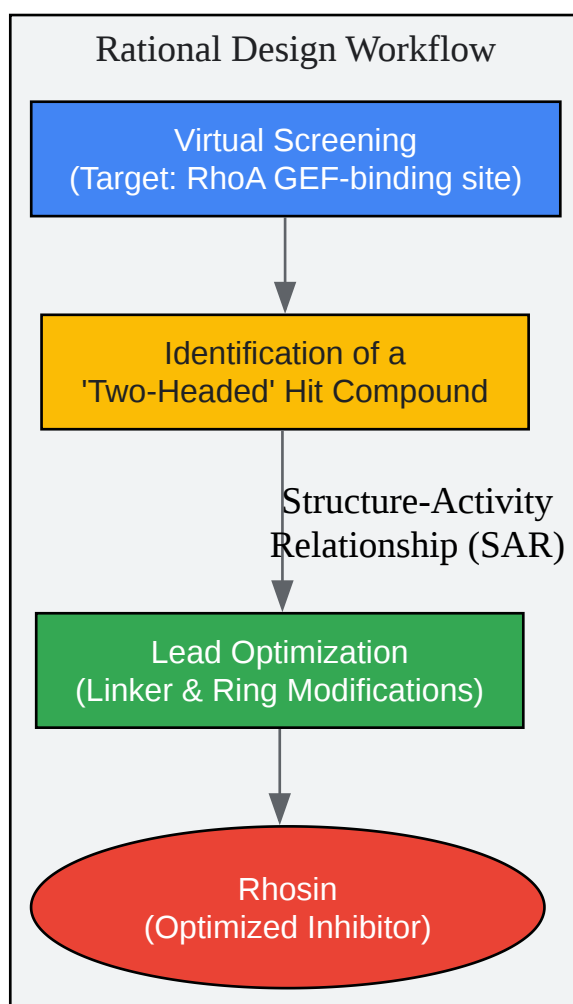 Rational Design Workflow
Virtual Screening
(Target: RhoA GEF-binding site)
Identification of a
'Two-Headed' Hit Compound
Structure-Activity
Relationship (SAR)
Lead Optimization
(Linker & Ring Modifications)
Rhosin
(Optimized Inhibitor)